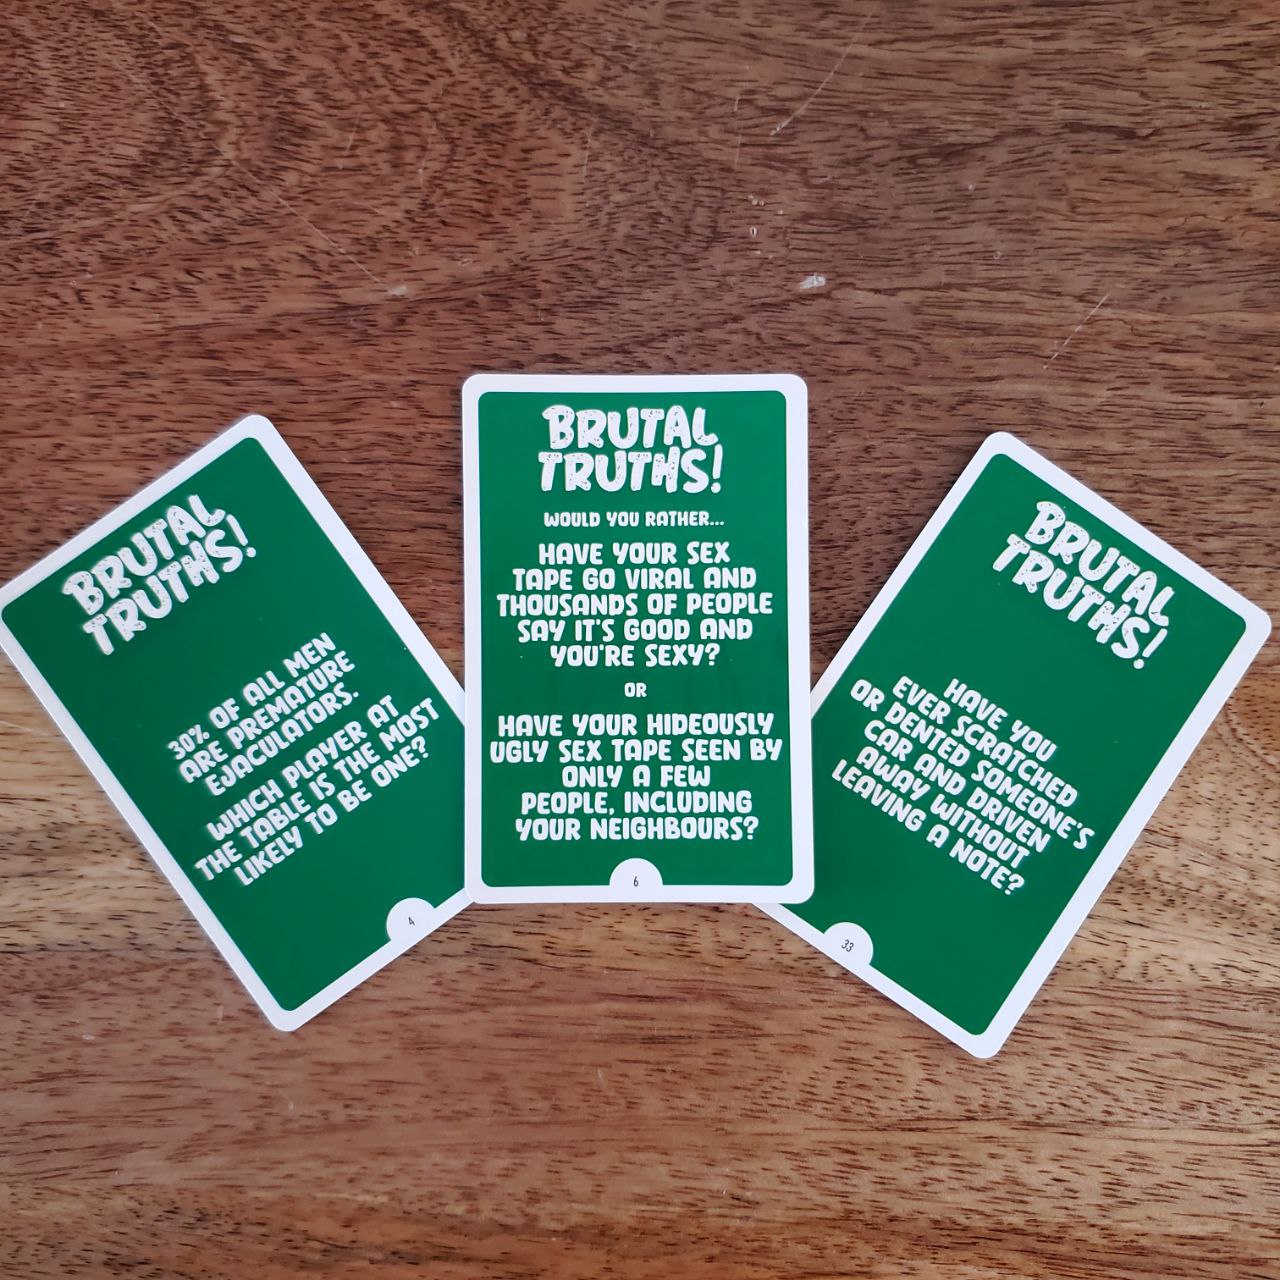 BRUTAL
TRUTHS!
30% OF ALL MEN
ARE PREMATURE
EJACULATORS.
WHICH PLAYER AT
THE TABLE IS THE MOST
LIKELY TO BE ONE?
4
BRUTAL
TRUTHS!
WOULD YOU RATHER...
HAVE YOUR SEX
TAPE GO VIRAL AND
THOUSANDS OF PEOPLE
SAY IT'S GOOD AND
YOU'RE SEXY?
OR
HAVE YOUR HIDEOUSLY
UGLY SEX TAPE SEEN BY
ONLY A FEW
PEOPLE, INCLUDING
YOUR NEIGHBOURS?
6
BRUTAL
TRUTHS!
HAVE YOU
EVER SCRATCHED
OR DENTED SOMEONE'S
CAR AND DRIVEN
AWAY WITHOUT
LEAVING A NOTE?
33